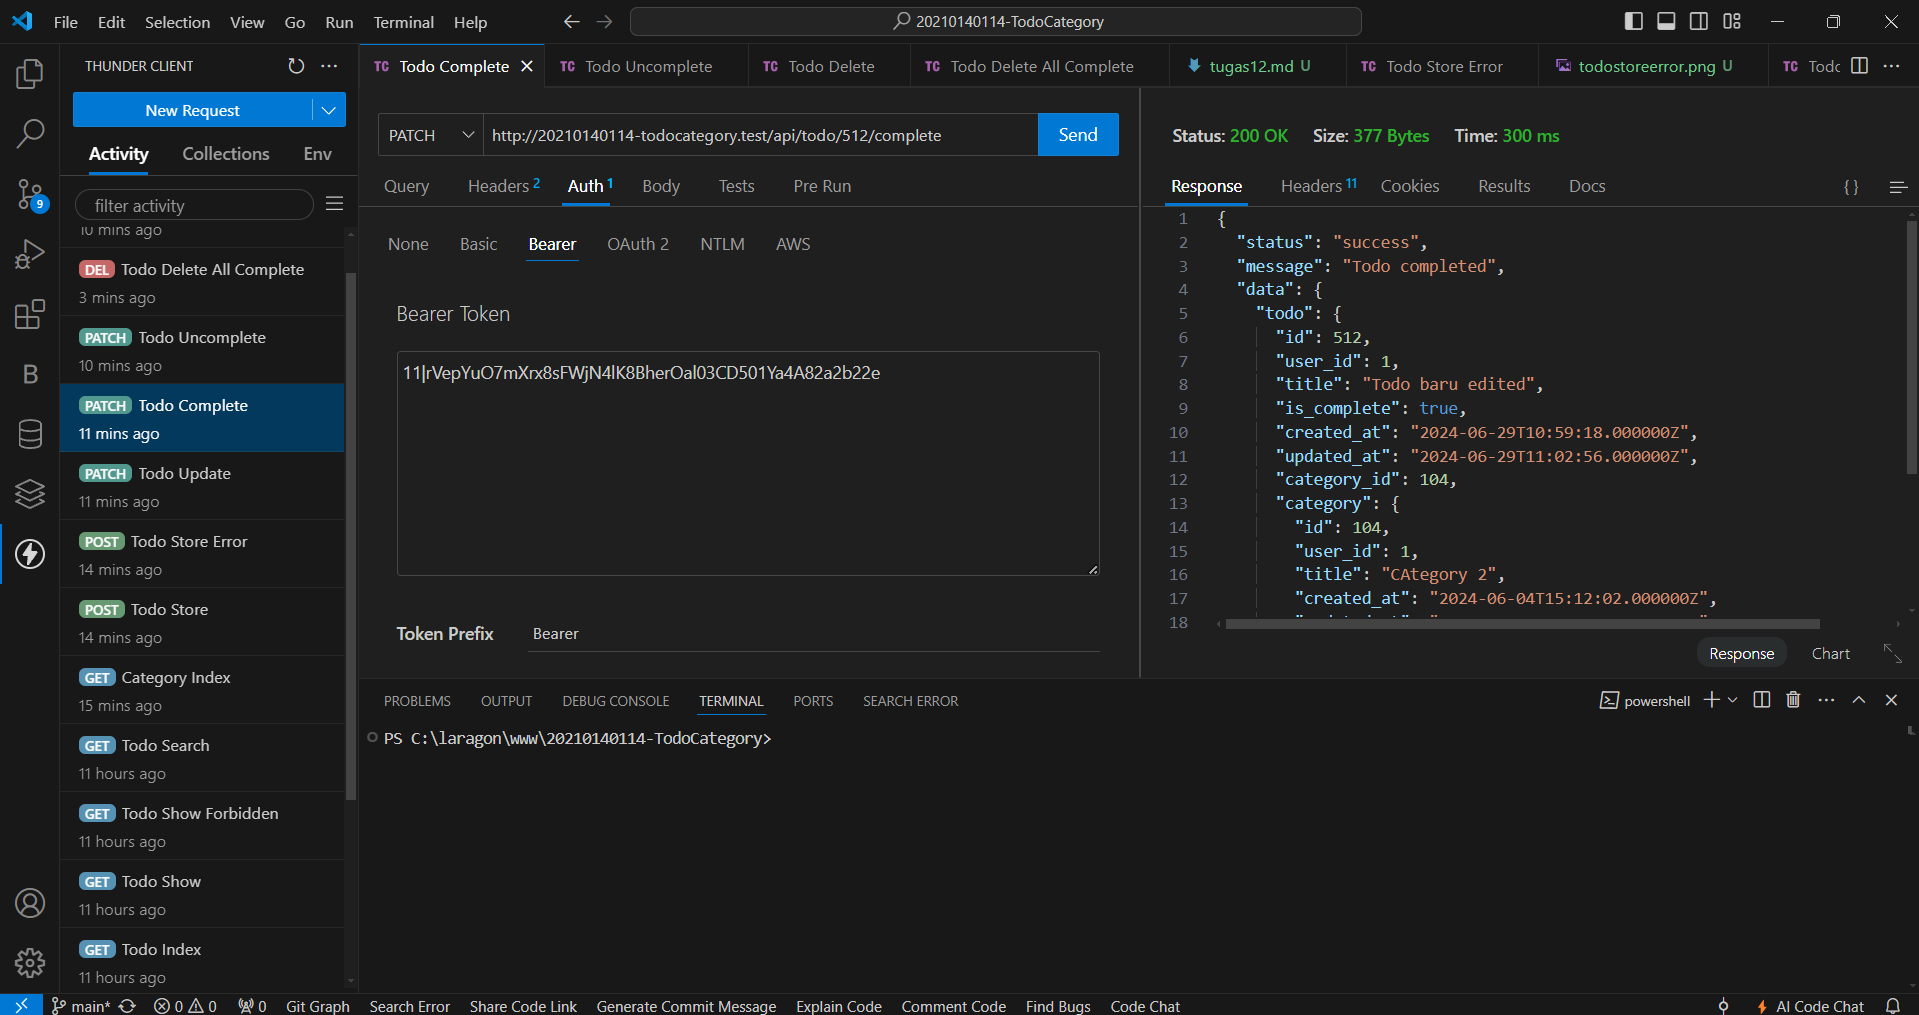 File Edit Selection View Go Run Terminal Help
20210140114-TodoCategory
THUNDER CLIENT
New Request
Activity Collections Env
filter activity
10 mins ago
DEL Todo Delete All Complete
3 mins ago
PATCH Todo Uncomplete
10 mins ago
PATCH Todo Complete
11 mins ago
PATCH Todo Update
11 mins ago
POST Todo Store Error
14 mins ago
POST Todo Store
14 mins ago
GET Category Index
15 mins ago
GET Todo Search
11 hours ago
GET Todo Show Forbidden
11 hours ago
GET Todo Show
11 hours ago
GET Todo Index
11 hours ago
9
B
TC Todo Complete TC Todo Uncomplete TC Todo Delete TC Todo Delete All Complete tugas12.md U TC Todo Store Error todostoreerror.png U TC Todc
PATCH http://20210140114-todocategory.test/api/todo/512/complete Send
Query Headers 2 Auth 1 Body Tests Pre Run
None Basic Bearer OAuth 2 NTLM AWS
Bearer Token
11|rVepYuO7mXrx8sFWjN4lK8BherOal03CD501Ya4A82a2b22e
Token Prefix Bearer
Status: 200 OK Size: 377 Bytes Time: 300 ms
Response Headers 11 Cookies Results Docs {}
1 {
2 "status": "success",
3 "message": "Todo completed",
4 "data": {
5 "todo": {
6 "id": 512,
7 "user_id": 1,
8 "title": "Todo baru edited",
9 "is_complete": true,
10 "created_at": "2024-06-29T10:59:18.000000Z",
11 "updated_at": "2024-06-29T11:02:56.000000Z",
12 "category_id": 104,
13 "category": {
14 "id": 104,
15 "user_id": 1,
16 "title": "CAtegory 2",
17 "created_at": "2024-06-04T15:12:02.000000Z",
18
Response Chart
PROBLEMS OUTPUT DEBUG CONSOLE TERMINAL PORTS SEARCH ERROR
powershell
PS C:\laragon\www\20210140114-TodoCategory>
main* 0 0 0 Git Graph Search Error Share Code Link Generate Commit Message Explain Code Comment Code Find Bugs Code Chat AI Code Chat